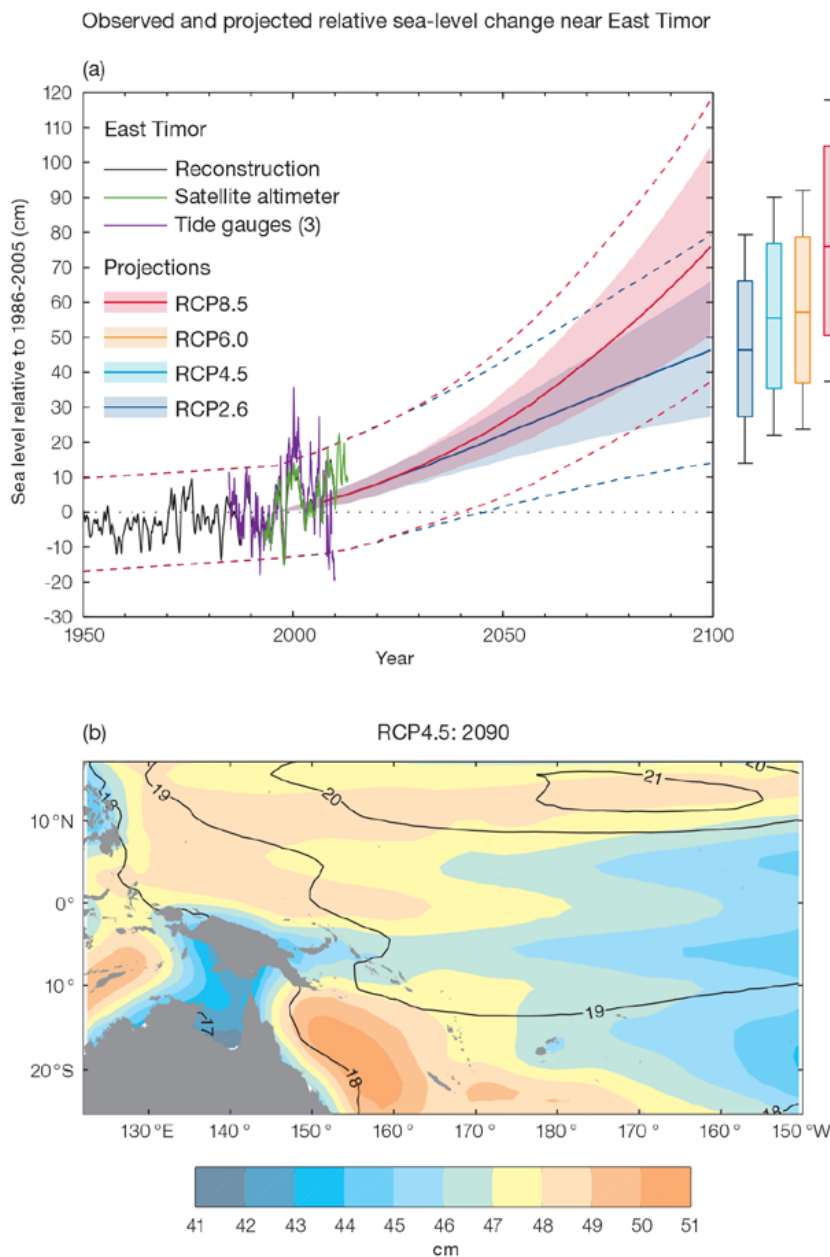 Observed and projected relative sea-level change near East Timor
(a)
120
110
100
90
80
70
60
50
40
30
20
10
0
-10
-20
-30
Sea level relative to 1986-2005 (cm)
East Timor
Reconstruction
Satellite altimeter
Tide gauges (3)
Projections
RCP8.5
RCP6.0
RCP4.5
RCP2.6
1950 2000 2050 2100
Year
(b) RCP4.5: 2090
18 19 20 21 20
10°N
0°
10°
20°S
17 18 19 18
130°E 140° 150° 160° 170° 180° 170° 160° 150°W
41 42 43 44 45 46 47 48 49 50 51
cm